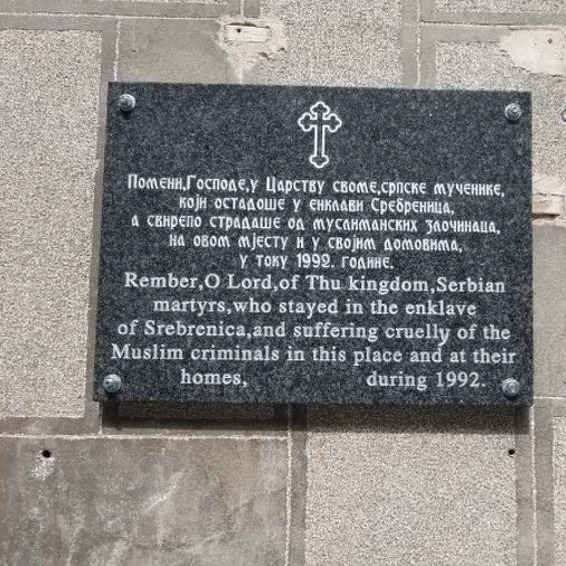 Помени,Господе,у Царству своме,српске мученике,
који остадоше у енклави Сребреница,
а свирепо страдаше од муслиманских злочинаца,
на овом мјесту и у својим домовима,
у току 1992. године.
Rember,O Lord,of Thu kingdom,Serbian
martyrs,who stayed in the enklave
of Srebrenica,and suffering cruelly of the
Muslim criminals in this place and at their
homes, during 1992.